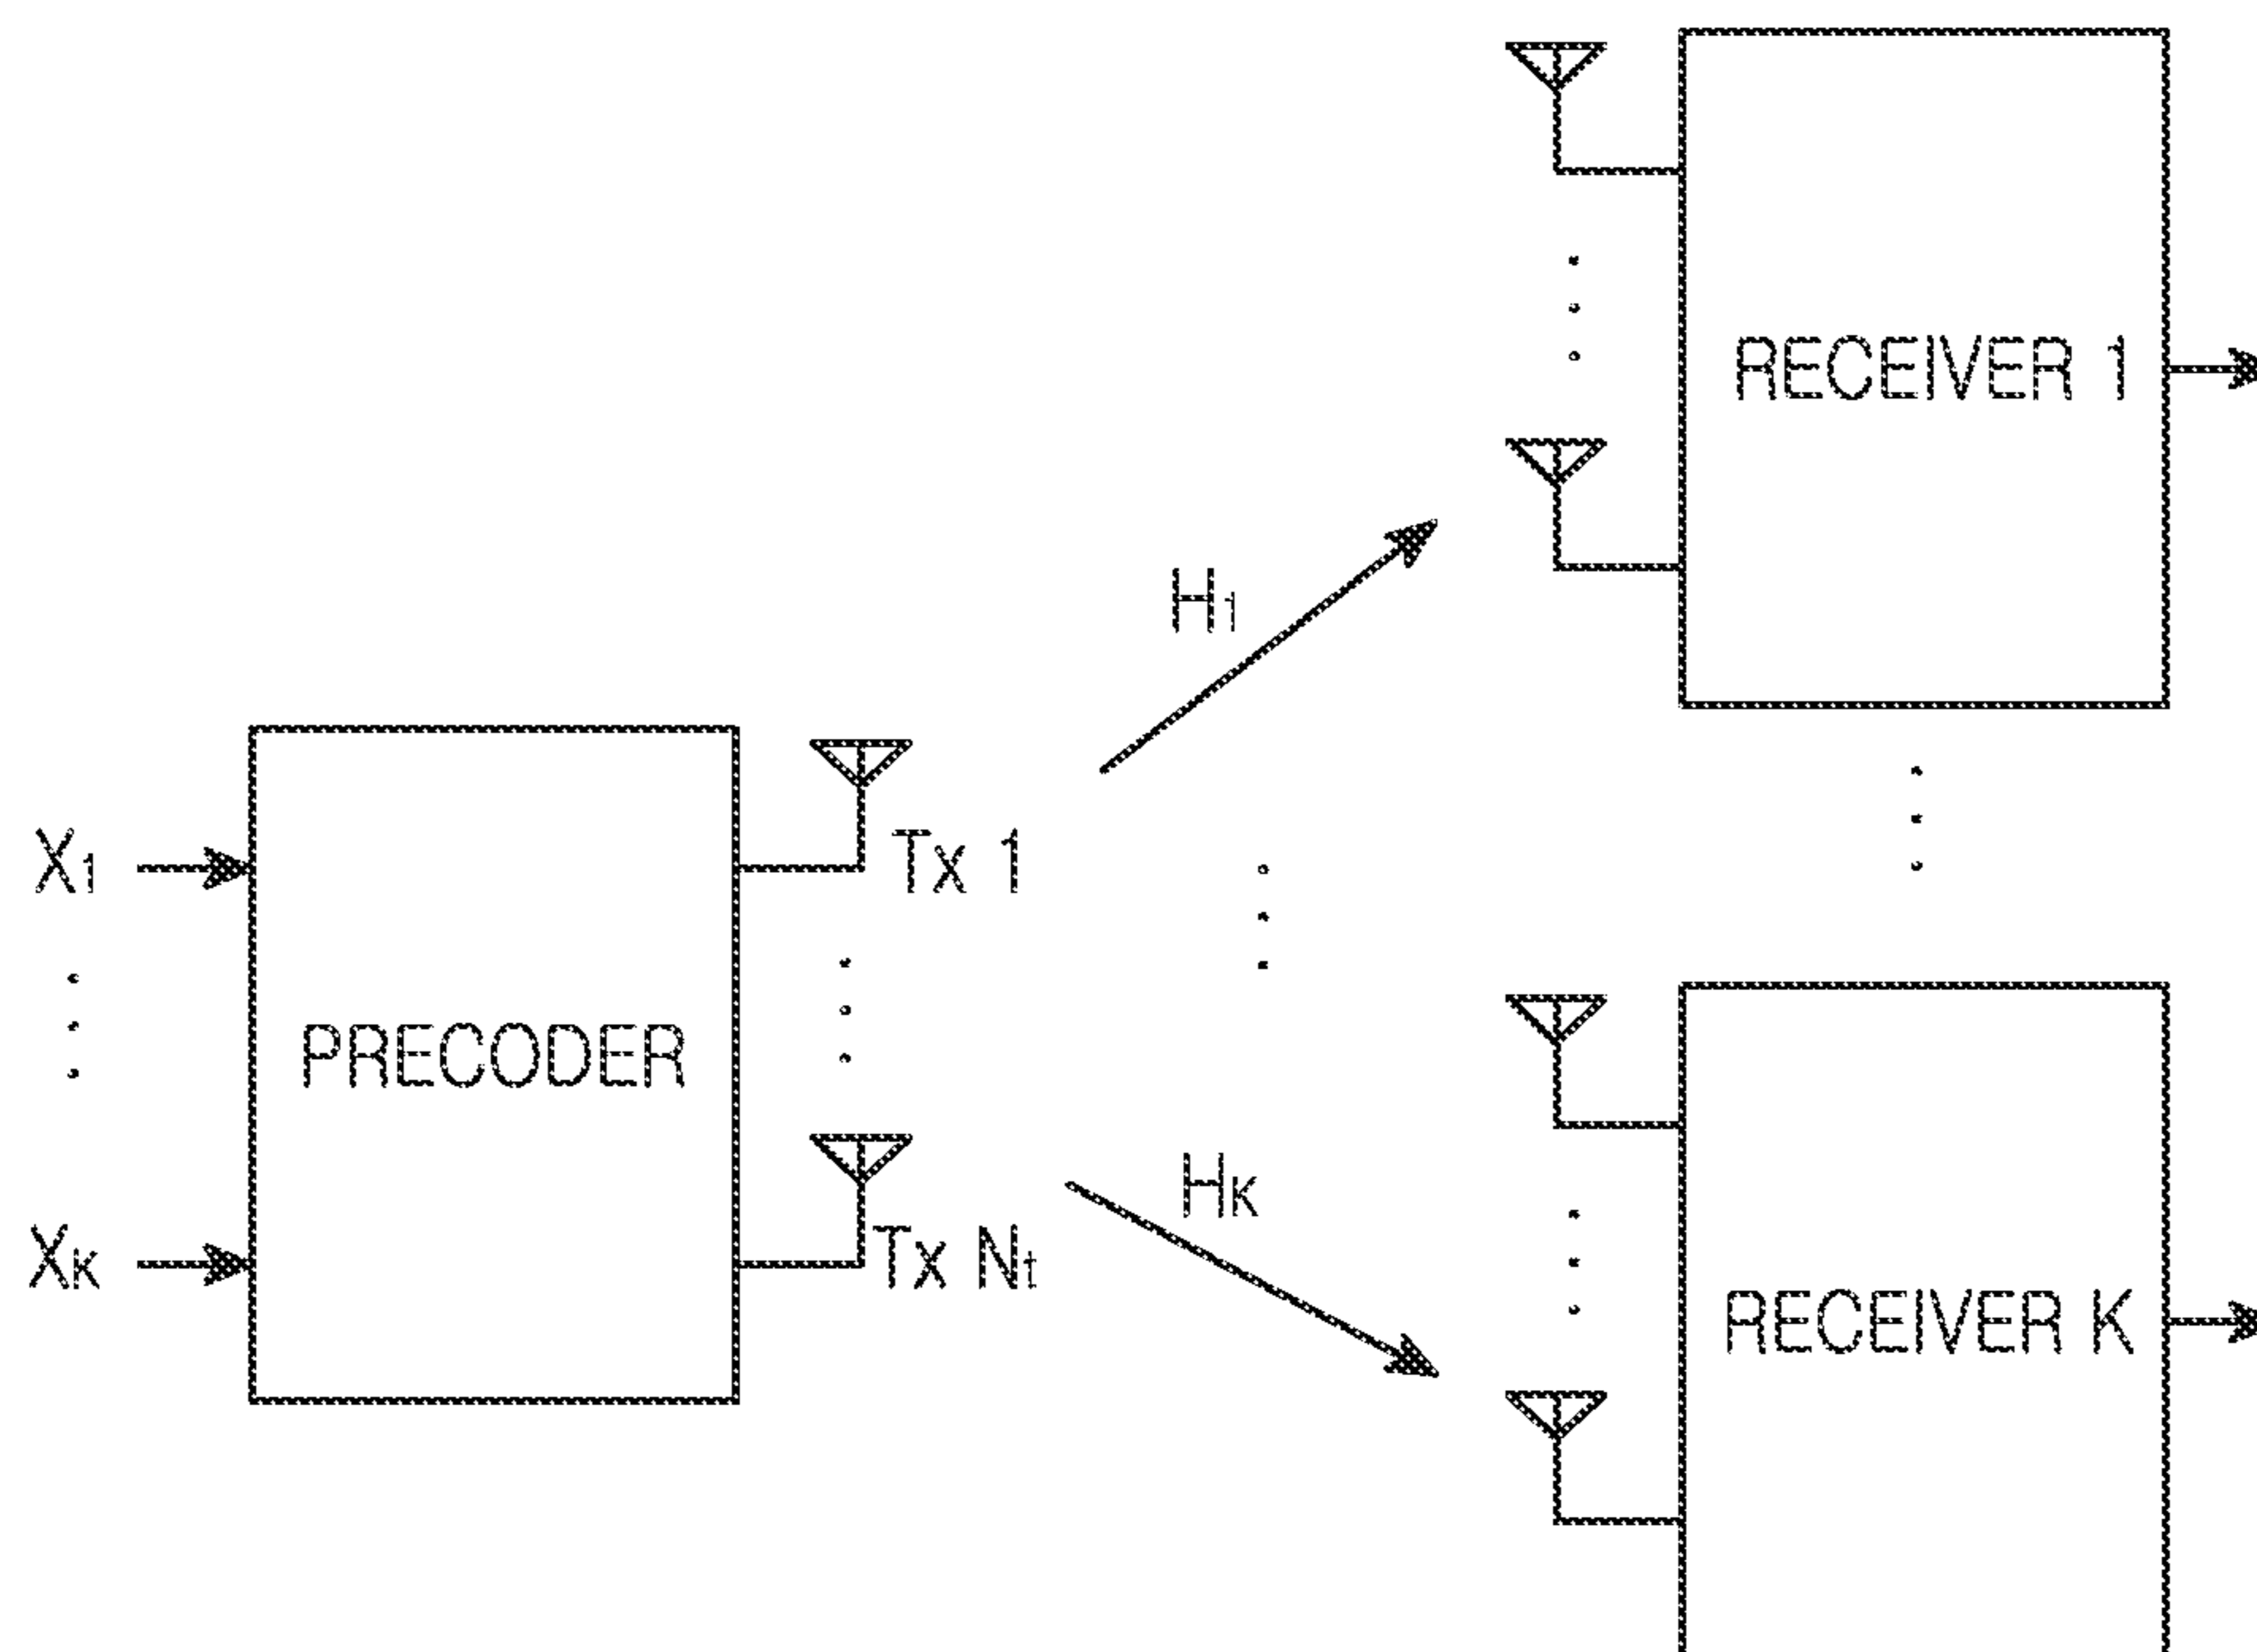 RECEIVER 1
H1
X1
Tx 1
PRECODER
HK
XK
Tx Nt
RECEIVER K